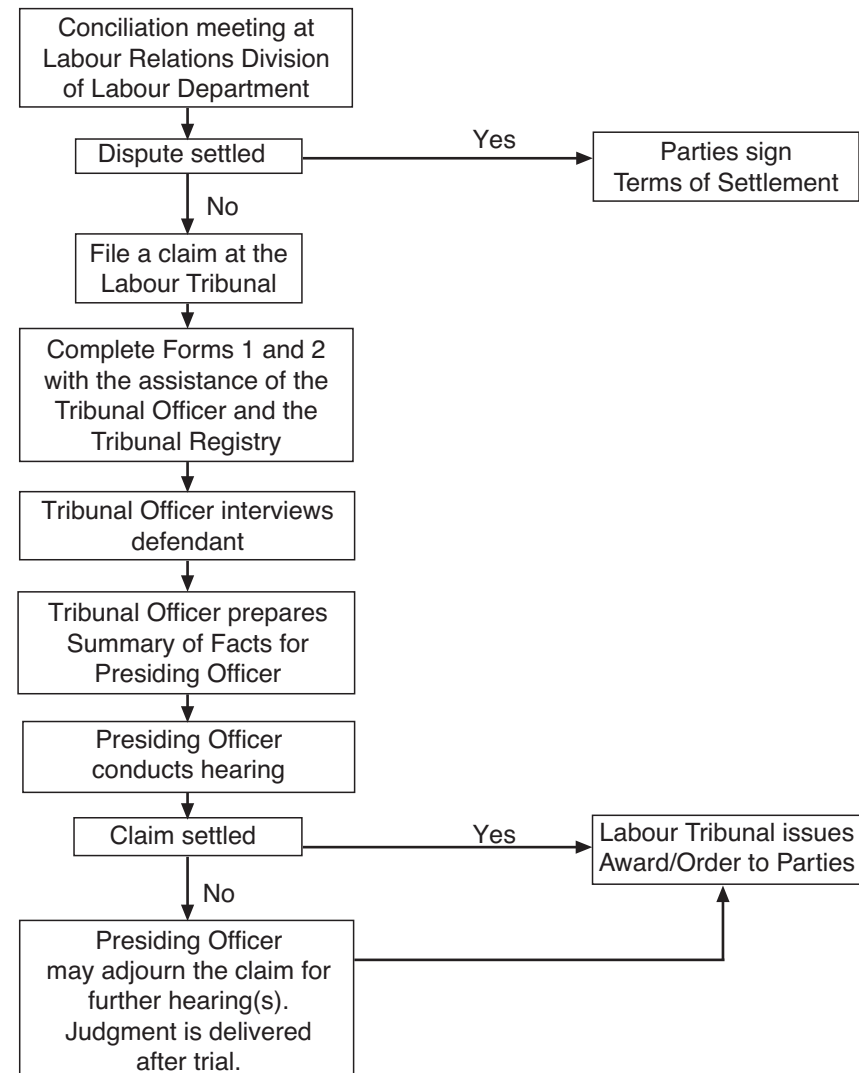 Conciliation meeting at
Labour Relations Division
of Labour Department
Dispute settled
Yes
Parties sign
Terms of Settlement
No
File a claim at the
Labour Tribunal
Complete Forms 1 and 2
with the assistance of the
Tribunal Officer and the
Tribunal Registry
Tribunal Officer interviews
defendant
Tribunal Officer prepares
Summary of Facts for
Presiding Officer
Presiding Officer
conducts hearing
Claim settled
Yes
Labour Tribunal issues
Award/Order to Parties
No
Presiding Officer
may adjourn the claim for
further hearing(s).
Judgment is delivered
after trial.